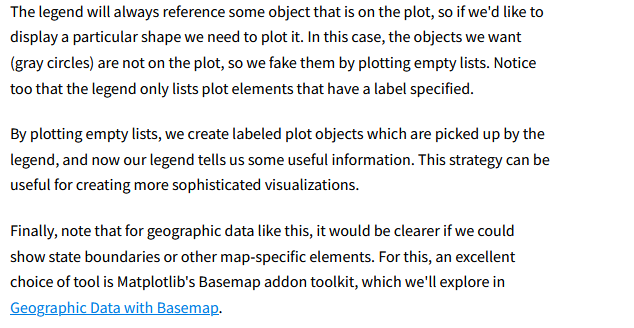 The legend will always reference some object that is on the plot, so if we'd like to
display a particular shape we need to plot it. In this case, the objects we want
(gray circles) are not on the plot, so we fake them by plotting empty lists. Notice
too that the legend only lists plot elements that have a label specified.
By plotting empty lists, we create labeled plot objects which are picked up by the
legend, and now our legend tells us some useful information. This strategy can be
useful for creating more sophisticated visualizations.
Finally, note that for geographic data like this, it would be clearer if we could
show state boundaries or other map-specific elements. For this, an excellent
choice of tool is Matplotlib's Basemap addon toolkit, which we'll explore in
Geographic Data with Basemap.